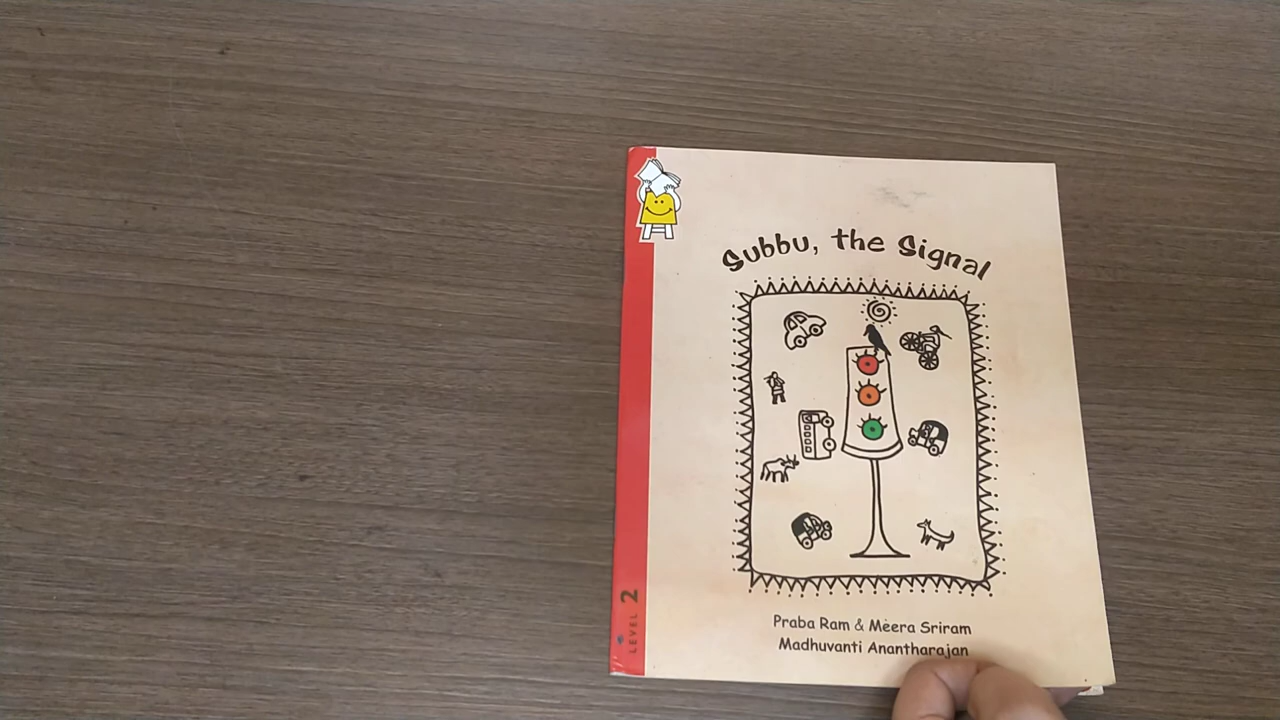 Subbu, the Signal
Praba Ram & Meera Sriram
Madhuvanti Anantharajan
LEVEL 2